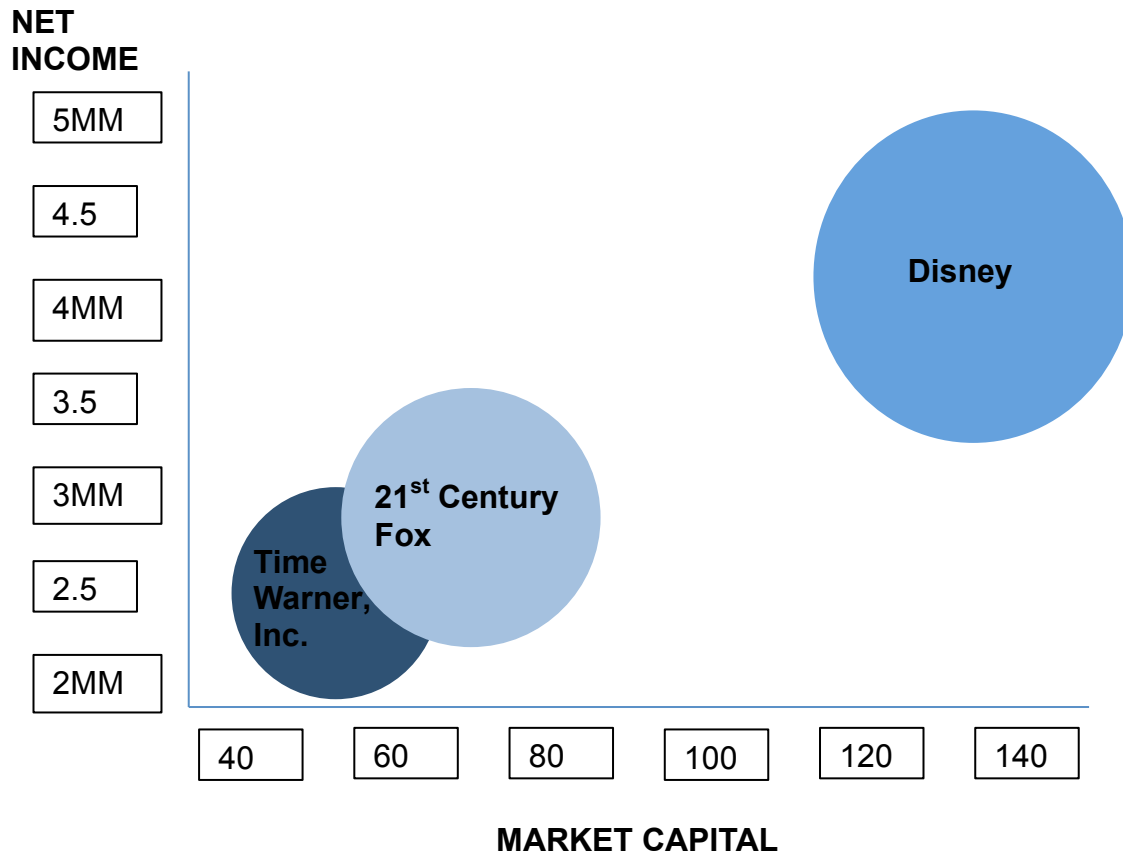 NET
INCOME
5MM
4.5
4MM
3.5
3MM
2.5
2MM
Disney
21st Century
Fox
Time
Warner,
Inc.
40
60
80
100
120
140
MARKET CAPITAL